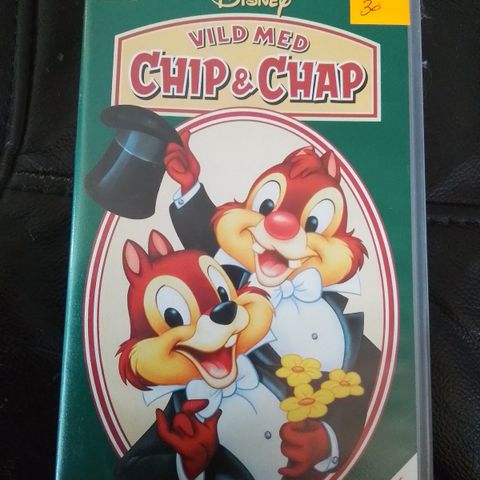 DISNEY
30
VILD MED
CHIP & CHAP